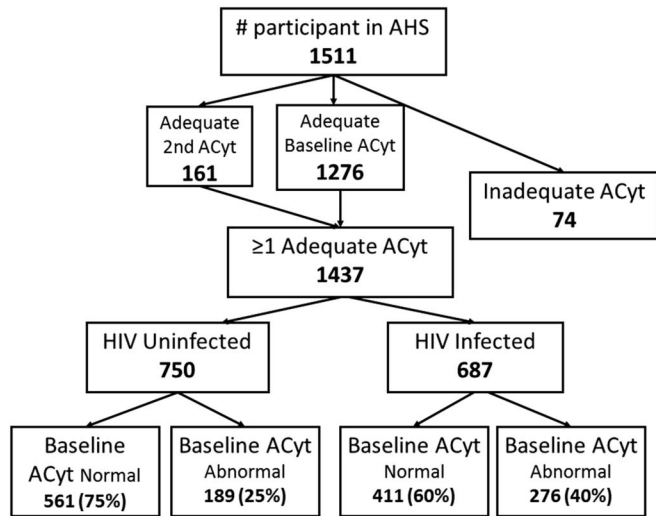 # participant in AHS
1511
Adequate
2nd ACyt
161
Adequate
Baseline ACyt
1276
Inadequate ACyt
74
≥1 Adequate ACyt
1437
HIV Uninfected
750
HIV Infected
687
Baseline
ACyt Normal
561 (75%)
Baseline ACyt
Abnormal
189 (25%)
Baseline ACyt
Normal
411 (60%)
Baseline ACyt
Abnormal
276 (40%)